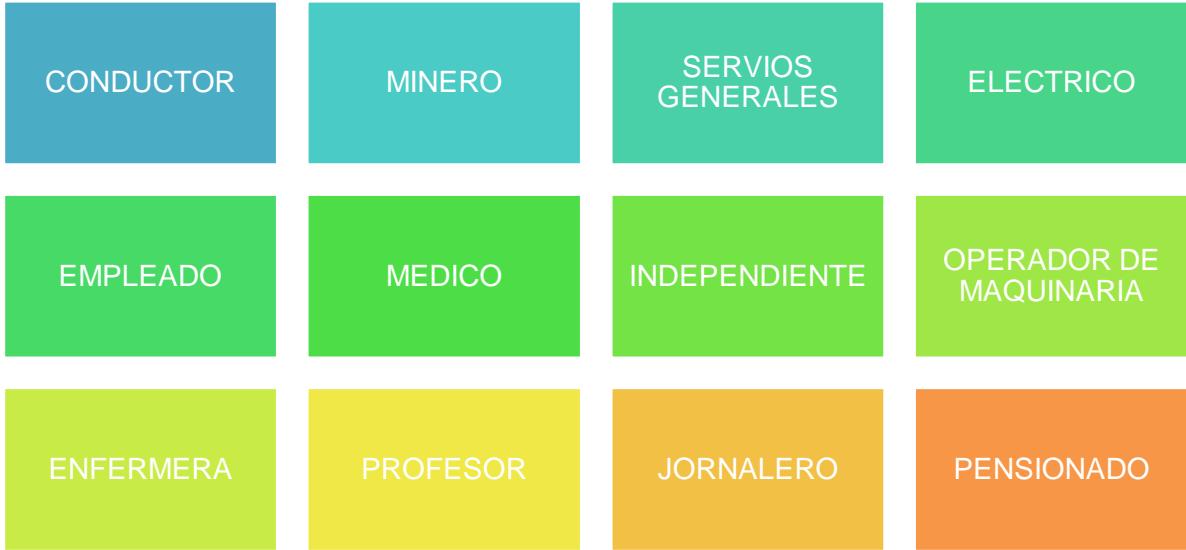 CONDUCTOR
MINERO
SERVIOS
GENERALES
ELECTRICO
EMPLEADO
MEDICO
INDEPENDIENTE
OPERADOR DE
MAQUINARIA
ENFERMERA
PROFESOR
JORNALERO
PENSIONADO